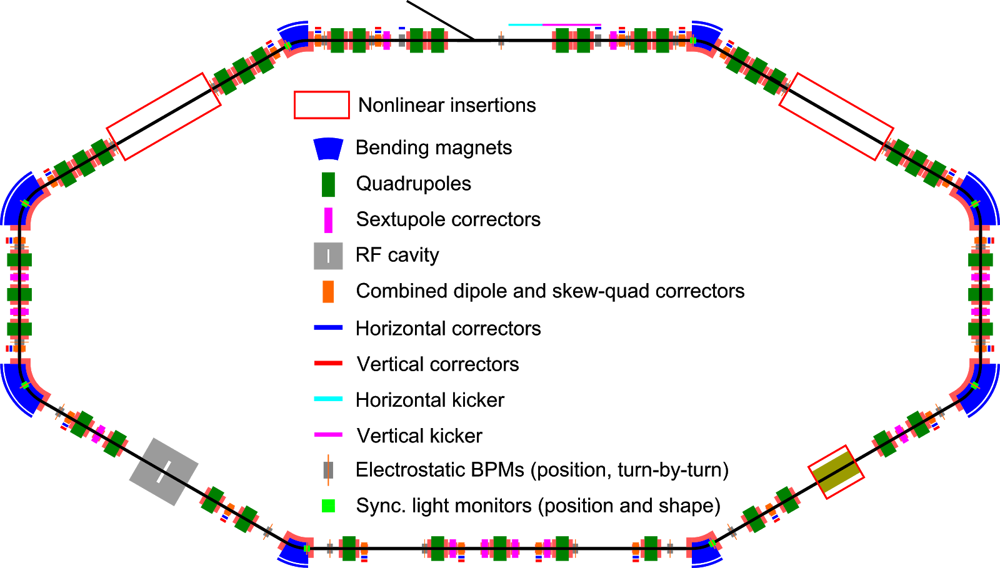 Nonlinear insertions
Bending magnets
Quadrupoles
Sextupole correctors
RF cavity
Combined dipole and skew-quad correctors
Horizontal correctors
Vertical correctors
Horizontal kicker
Vertical kicker
Electrostatic BPMs (position, turn-by-turn)
Sync. light monitors (position and shape)